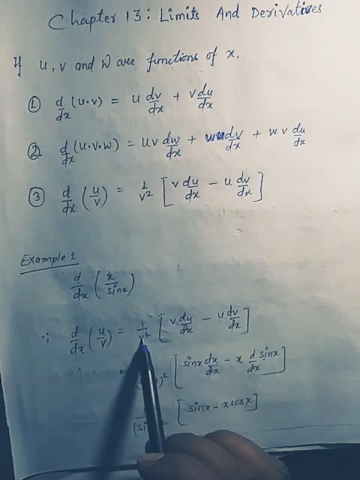 Chapter 13: Limits And Derivatives
If u, v and w are functions of x.
① d/dx (u·v) = u dv/dx + v du/dx
② d/dx (u·v·w) = uv dw/dx + wu dv/dx + wv du/dx
③ d/dx (u/v) = 1/v² [v du/dx − u dv/dx]
Example 1
d/dx (x/sinx)
∵ d/dx (u/v) = 1/v² [v du/dx − u dv/dx]
= )² [sinx dx/dx − x d/dx sinx]
(sin [sinx − x cosx]